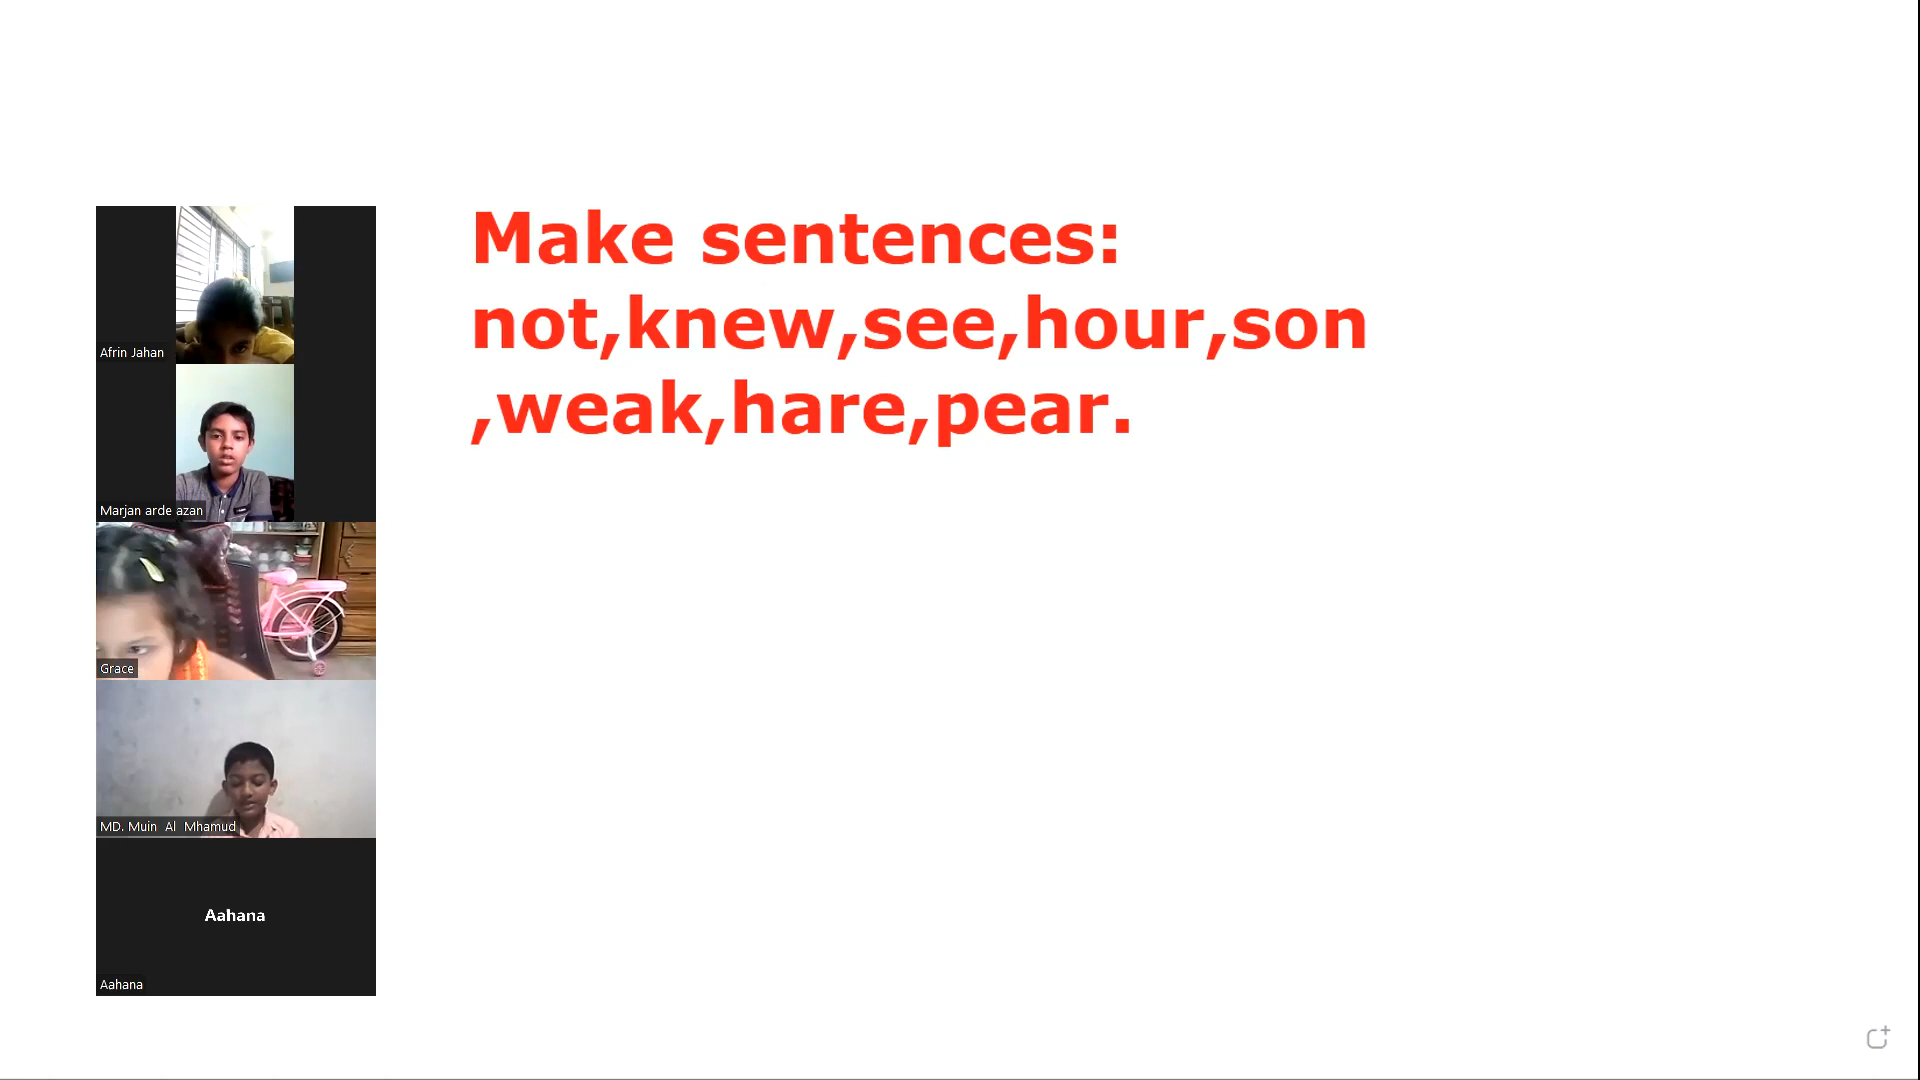 Make sentences:
not,knew,see,hour,son
,weak,hare,pear.
Afrin Jahan
Marjan arde azan
Grace
MD. Muin Al Mhamud
Aahana
Aahana